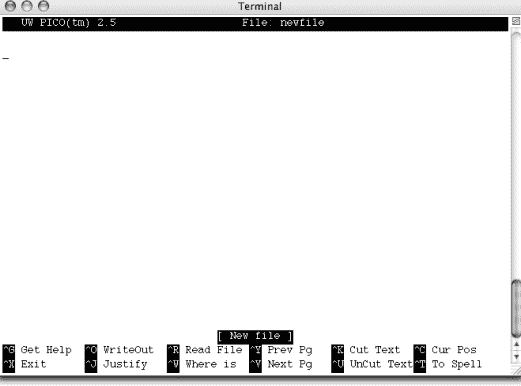 Terminal
UW PICO(tm) 2.5 File: newfile
[ New file ]
^G Get Help ^O WriteOut ^R Read File ^Y Prev Pg ^K Cut Text ^C Cur Pos
^X Exit ^J Justify ^W Where is ^V Next Pg ^U UnCut Text ^T To Spell